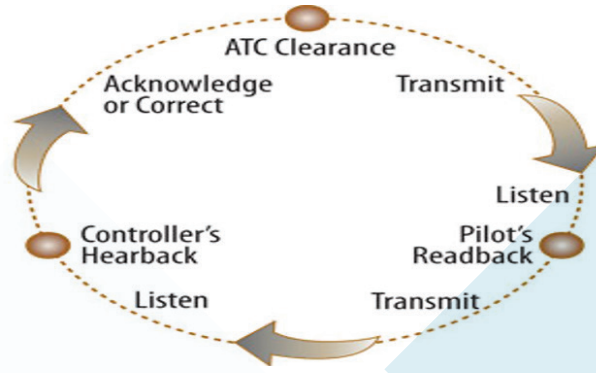 ATC Clearance
Acknowledge
or Correct
Transmit
Listen
Controller's
Hearback
Pilot's
Readback
Listen
Transmit